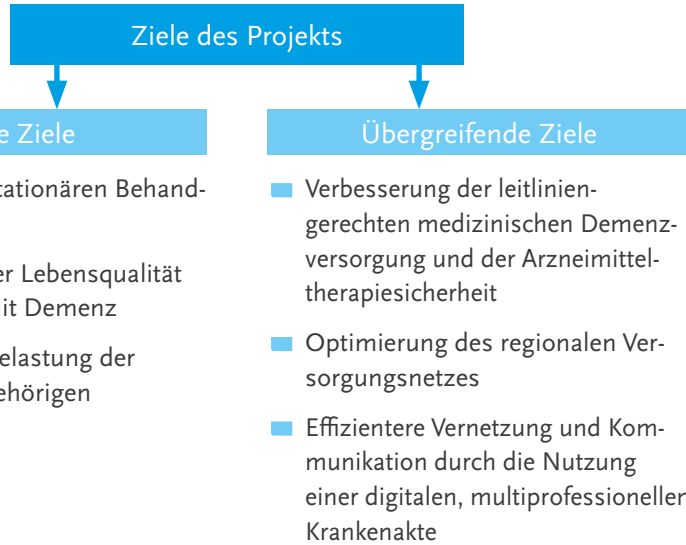 Ziele des Projekts
e Ziele
tationären Behand-
er Lebensqualität
it Demenz
elastung der
ehörigen
Übergreifende Ziele
Verbesserung der leitlinien-
gerechten medizinischen Demenz-
versorgung und der Arzneimittel-
therapiesicherheit
Optimierung des regionalen Ver-
sorgungsnetzes
Effizientere Vernetzung und Kom-
munikation durch die Nutzung
einer digitalen, multiprofessionellen
Krankenakte